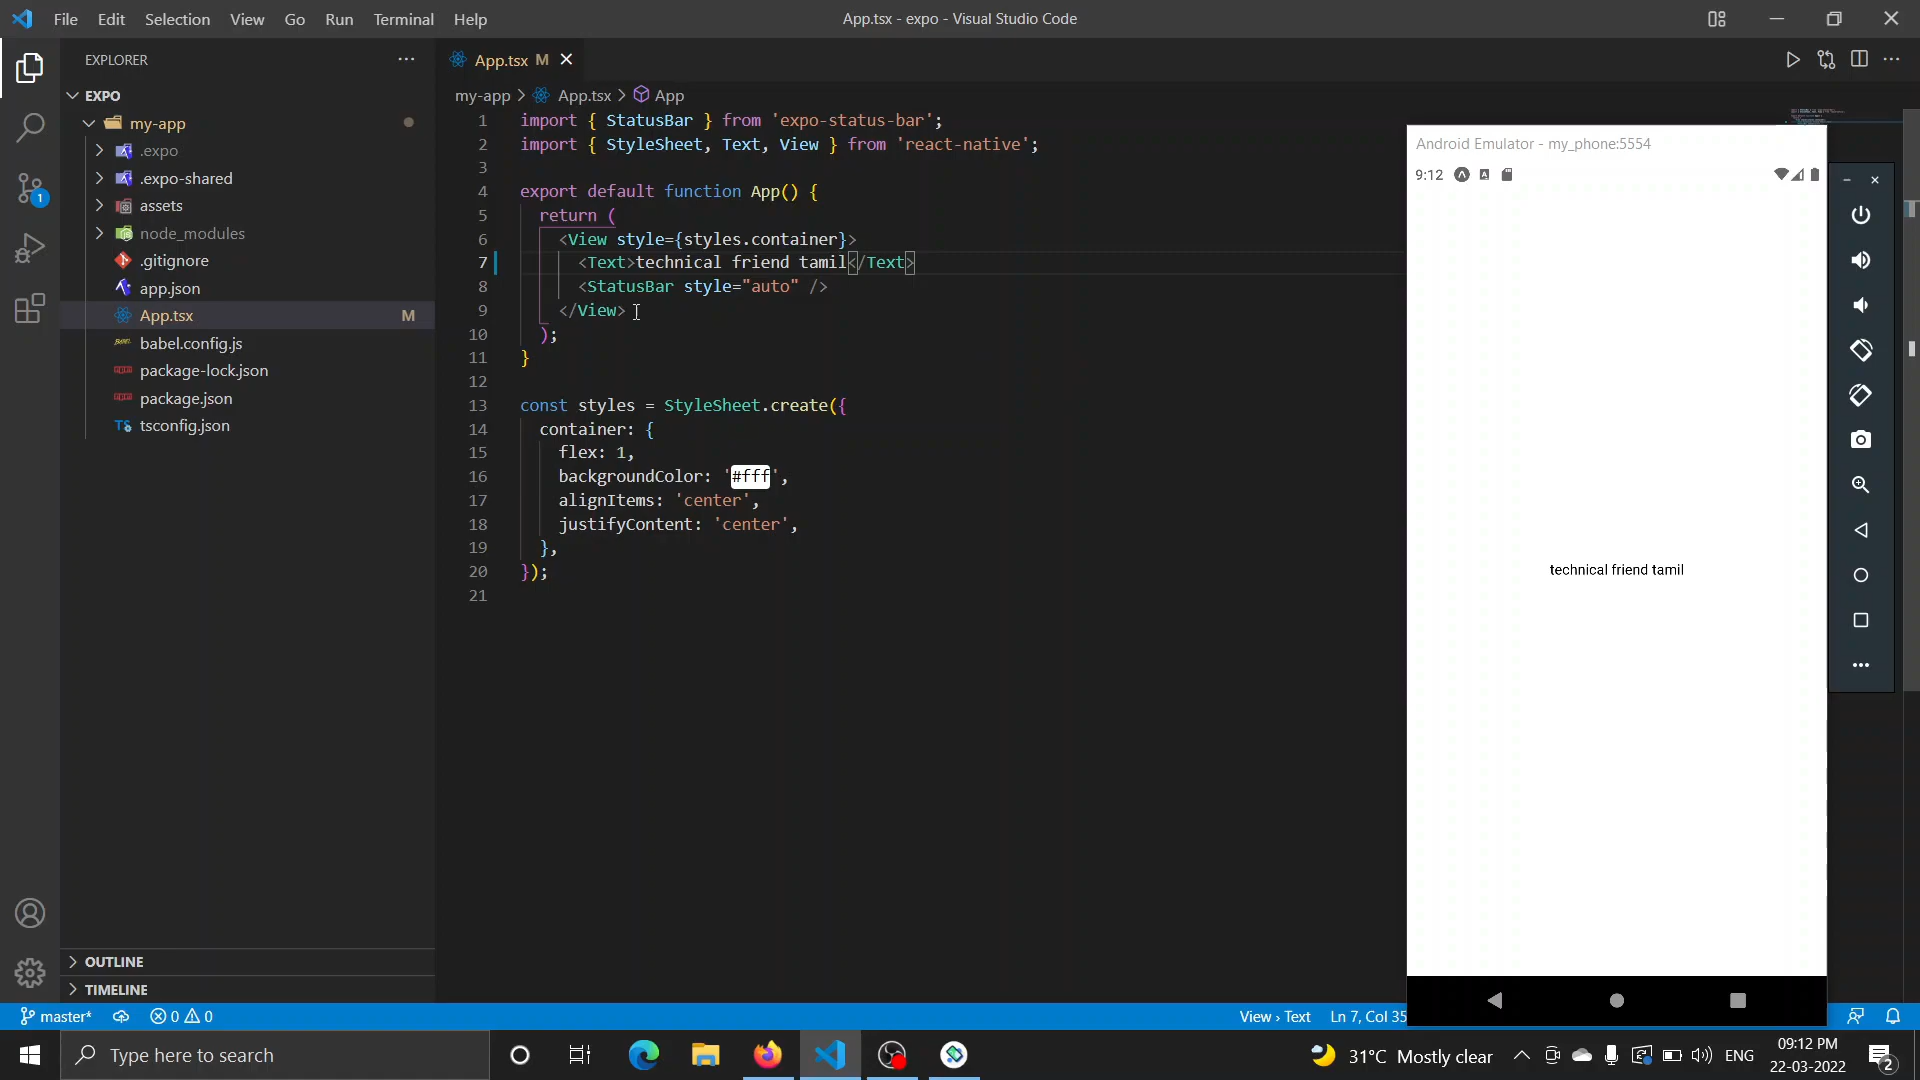 File Edit Selection View Go Run Terminal Help
App.tsx - expo - Visual Studio Code
EXPLORER
App.tsx M
EXPO
my-app > App.tsx > App
my-app
.expo
.expo-shared
assets
node_modules
.gitignore
app.json
App.tsx M
babel.config.js
package-lock.json
package.json
tsconfig.json
OUTLINE
TIMELINE
1 import { StatusBar } from 'expo-status-bar';
2 import { StyleSheet, Text, View } from 'react-native';
3
4 export default function App() {
5 return (
6 <View style={styles.container}>
7 <Text>technical friend tamil</Text>
8 <StatusBar style="auto" />
9 </View>
10 );
11 }
12
13 const styles = StyleSheet.create({
14 container: {
15 flex: 1,
16 backgroundColor: '#fff',
17 alignItems: 'center',
18 justifyContent: 'center',
19 },
20 });
21
Android Emulator - my_phone:5554
9:12
technical friend tamil
1
master* 0 0
View › Text Ln 7, Col 35
Type here to search
31°C Mostly clear
ENG
09:12 PM
22-03-2022
2